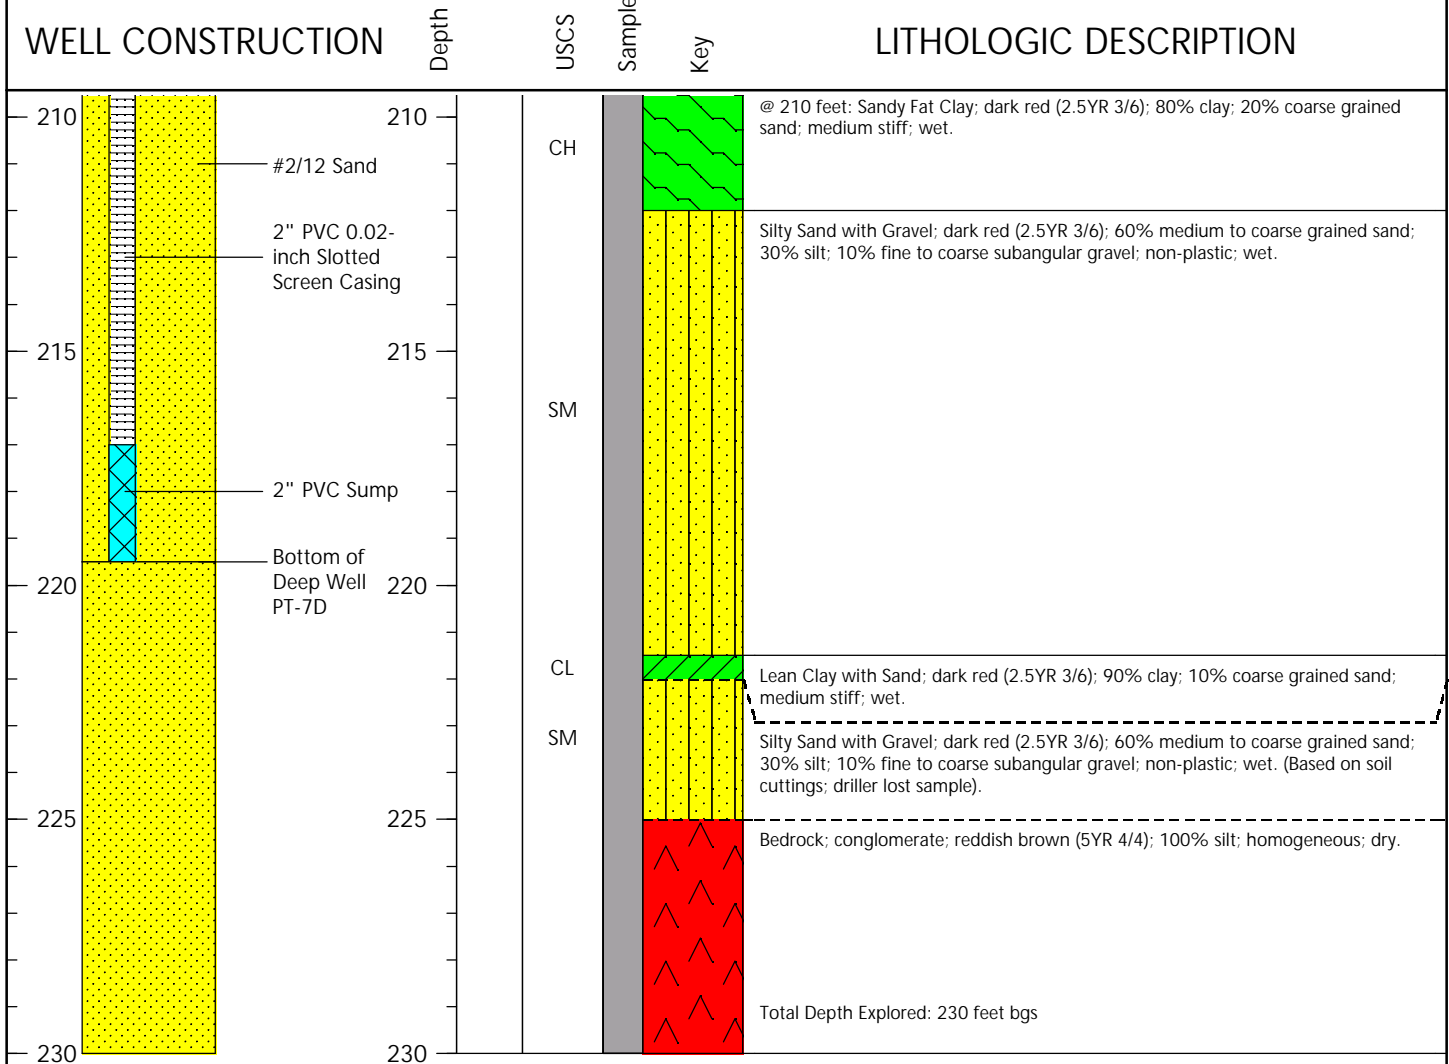 WELL CONSTRUCTION
Depth
USCS
Sample
Key
LITHOLOGIC DESCRIPTION
210
#2/12 Sand
2" PVC 0.02-
inch Slotted
Screen Casing
215
2" PVC Sump
Bottom of
Deep Well
PT-7D
220
225
230
210
215
220
225
230
CH
SM
CL
SM
@ 210 feet: Sandy Fat Clay; dark red (2.5YR 3/6); 80% clay; 20% coarse grained
sand; medium stiff; wet.
Silty Sand with Gravel; dark red (2.5YR 3/6); 60% medium to coarse grained sand;
30% silt; 10% fine to coarse subangular gravel; non-plastic; wet.
Lean Clay with Sand; dark red (2.5YR 3/6); 90% clay; 10% coarse grained sand;
medium stiff; wet.
Silty Sand with Gravel; dark red (2.5YR 3/6); 60% medium to coarse grained sand;
30% silt; 10% fine to coarse subangular gravel; non-plastic; wet. (Based on soil
cuttings; driller lost sample).
Bedrock; conglomerate; reddish brown (5YR 4/4); 100% silt; homogeneous; dry.
Total Depth Explored: 230 feet bgs